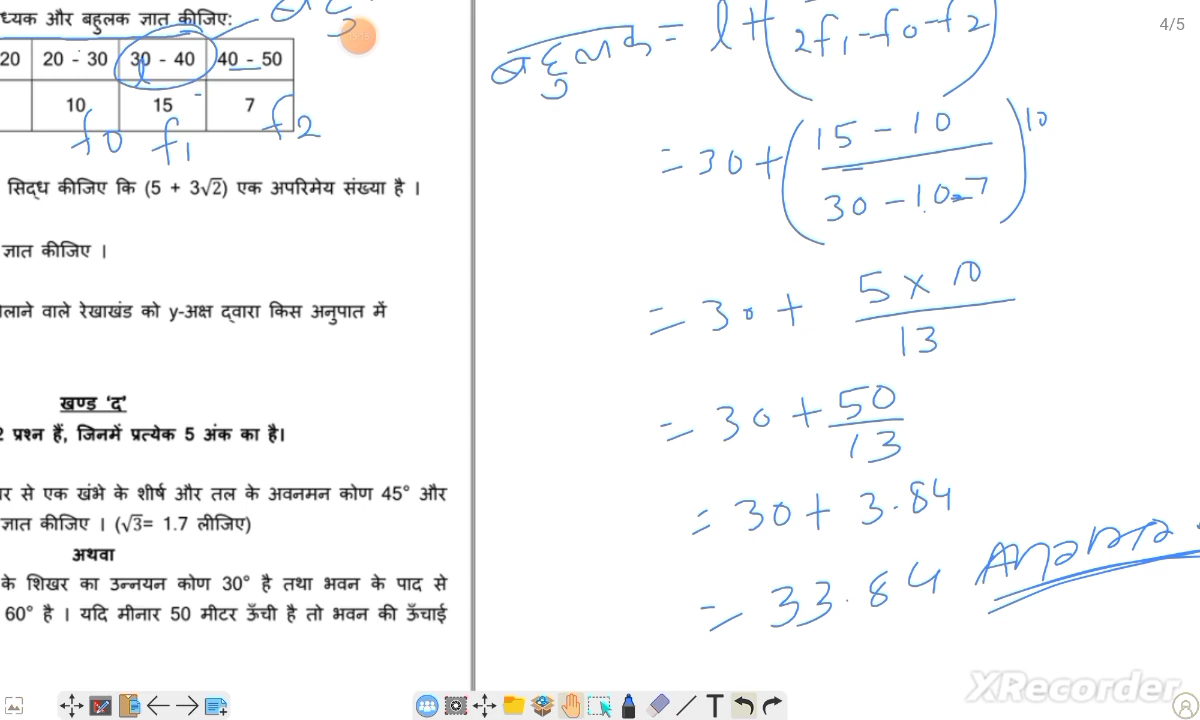 ध्यक और बहुलक ज्ञात कीजिए:
20 20 - 30 30 - 40 40 - 50
l
10 15 7
f0 f1 f2
सिद्ध कीजिए कि (5 + 3√2) एक अपरिमेय संख्या है ।
ज्ञात कीजिए ।
लाने वाले रेखाखंड को y-अक्ष द्वारा किस अनुपात में
खण्ड 'द'
2 प्रश्न हैं, जिनमें प्रत्येक 5 अंक का है।
र से एक खंभे के शीर्ष और तल के अवनमन कोण 45° और
ज्ञात कीजिए । (√3= 1.7 लीजिए)
अथवा
के शिखर का उन्नयन कोण 30° है तथा भवन के पाद से
60° है । यदि मीनार 50 मीटर ऊँची है तो भवन की ऊँचाई
बहुलक = l + ( / 2f1-f0-f2)
= 30 + (15 - 10 / 30 - 10 - 7) 10
= 30 + 5 × 10 / 13
= 30 + 50 / 13
= 30 + 3.84
= 33.84 Answer
4/5
T
XRecorder